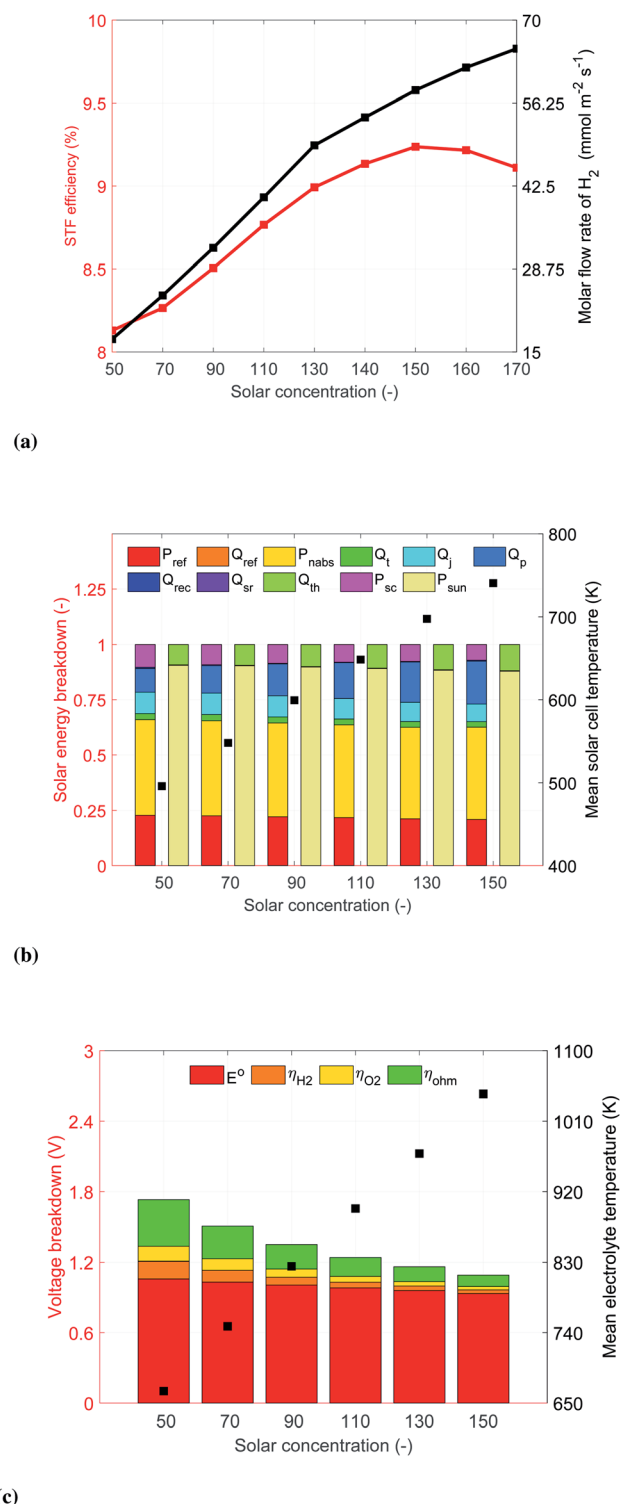 10
9.5
9
8.5
8
STF efficiency (%)
70
56.25
42.5
28.75
15
Molar flow rate of H2 (mmol m-2 s-1)
50 70 90 110 130 140 150 160 170
Solar concentration (-)
(a)
Pref Qref Pnabs Qt Qj Qp
Qrec Qsr Qth Psc Psun
1.25
1
0.75
0.5
0.25
0
Solar energy breakdown (-)
800
700
600
500
400
Mean solar cell temperature (K)
50 70 90 110 130 150
Solar concentration (-)
(b)
E° ηH2 ηO2 ηohm
3
2.4
1.8
1.2
0.6
0
Voltage breakdown (V)
1100
1010
920
830
740
650
Mean electrolyte temperature (K)
50 70 90 110 130 150
Solar concentration (-)
(c)